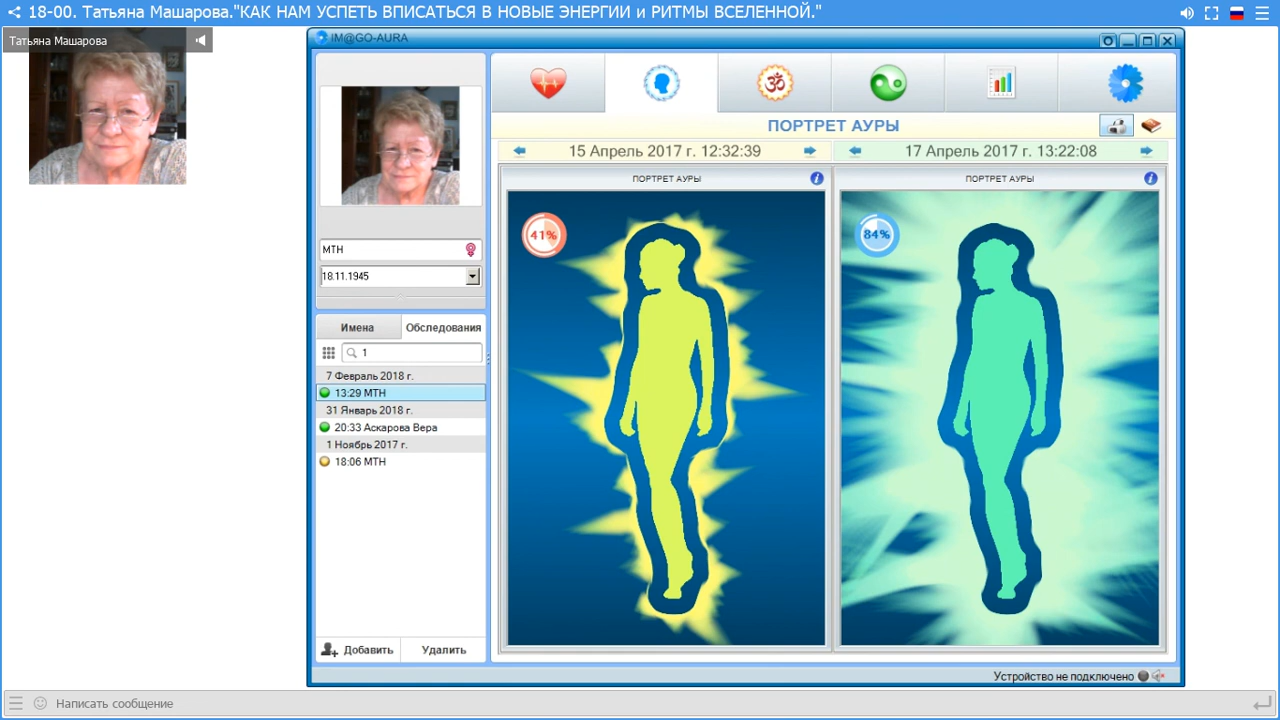 18-00. Татьяна Машарова."КАК НАМ УСПЕТЬ ВПИСАТЬСЯ В НОВЫЕ ЭНЕРГИИ и РИТМЫ ВСЕЛЕННОЙ."
Татьяна Машарова
IM@GO-AURA
ПОРТРЕТ АУРЫ
15 Апрель 2017 г. 12:32:39
17 Апрель 2017 г. 13:22:08
ПОРТРЕТ АУРЫ
ПОРТРЕТ АУРЫ
41%
84%
МТН
18.11.1945
Имена
Обследования
1
7 Февраль 2018 г.
13:29 МТН
31 Январь 2018 г.
20:33 Аскарова Вера
1 Ноябрь 2017 г.
18:06 МТН
Добавить
Удалить
Устройство не подключено
Написать сообщение